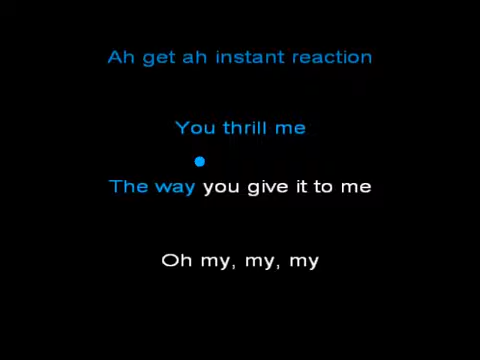 Ah get ah instant reaction
You thrill me
The way you give it to me
Oh my, my, my